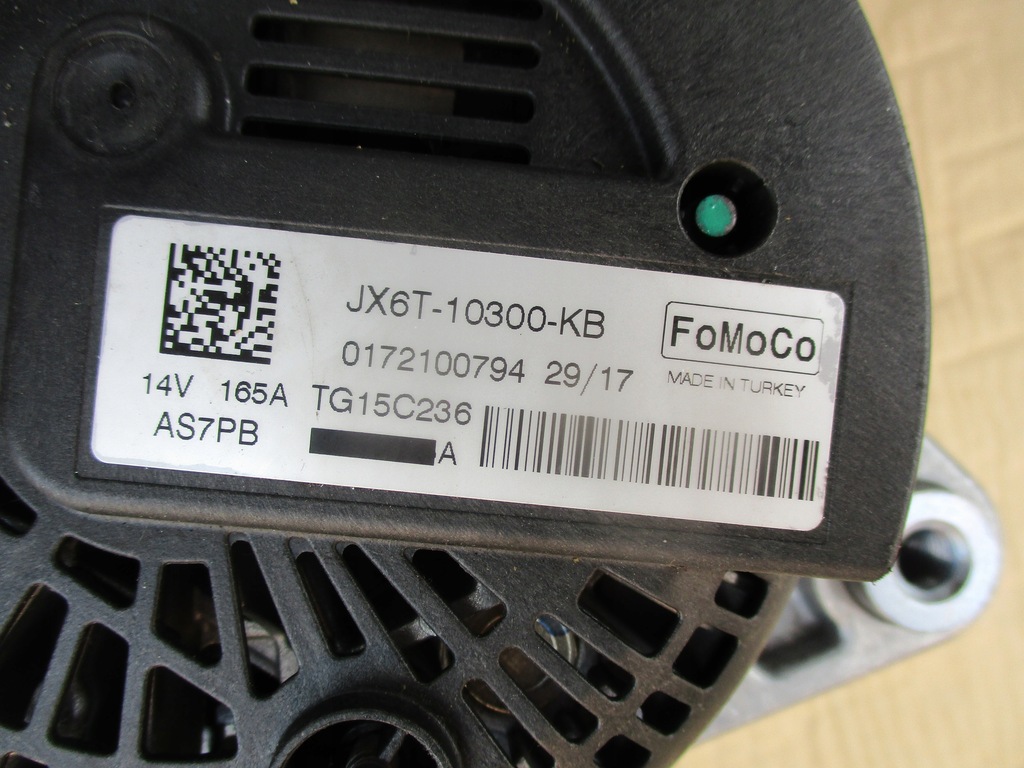 JX6T-10300-KB
FoMoCo
0172100794 29/17
MADE IN TURKEY
14V 165A TG15C236
AS7PB
A